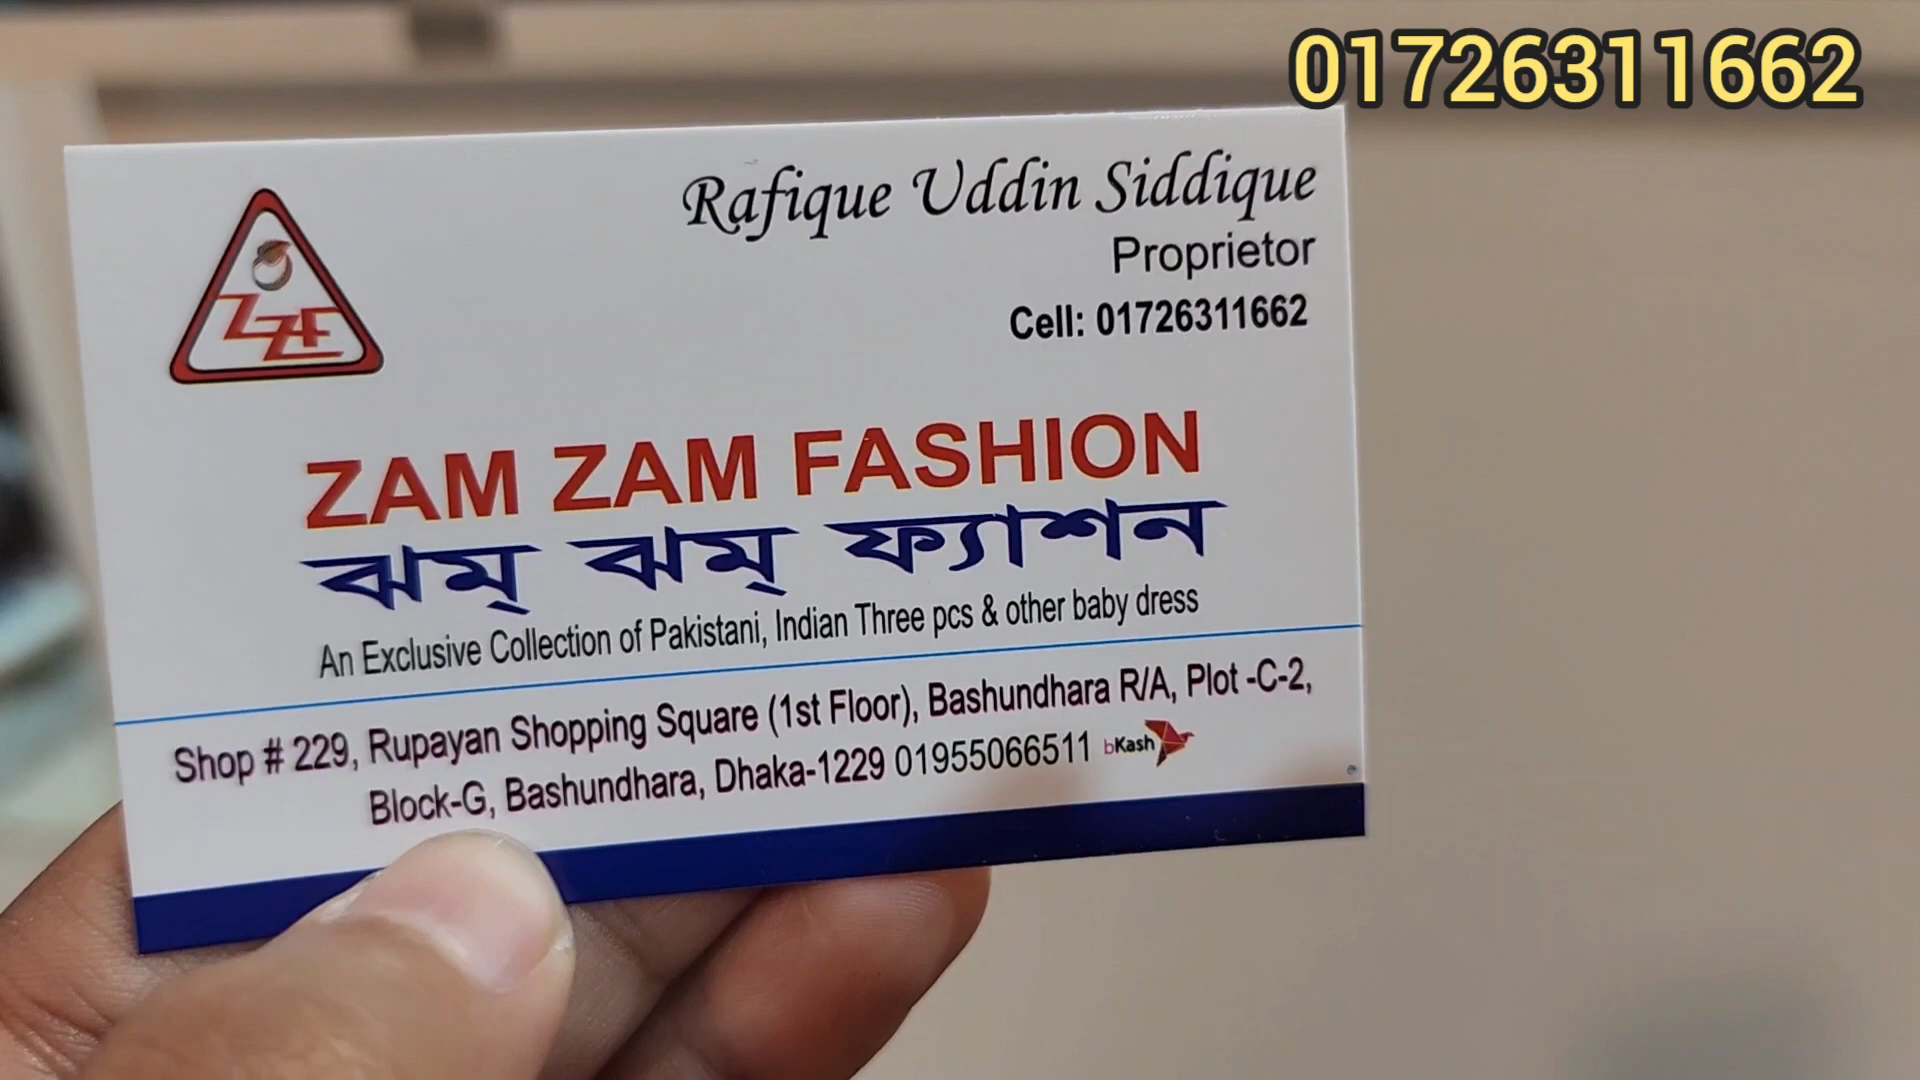 01726311662
Rafique Uddin Siddique
Proprietor
Cell: 01726311662
ZZF
ZAM ZAM FASHION
ঝম্ ঝম্ ফ্যাশন
An Exclusive Collection of Pakistani, Indian Three pcs & other baby dress
Shop # 229, Rupayan Shopping Square (1st Floor), Bashundhara R/A, Plot -C-2,
Block-G, Bashundhara, Dhaka-1229 01955066511 bKash